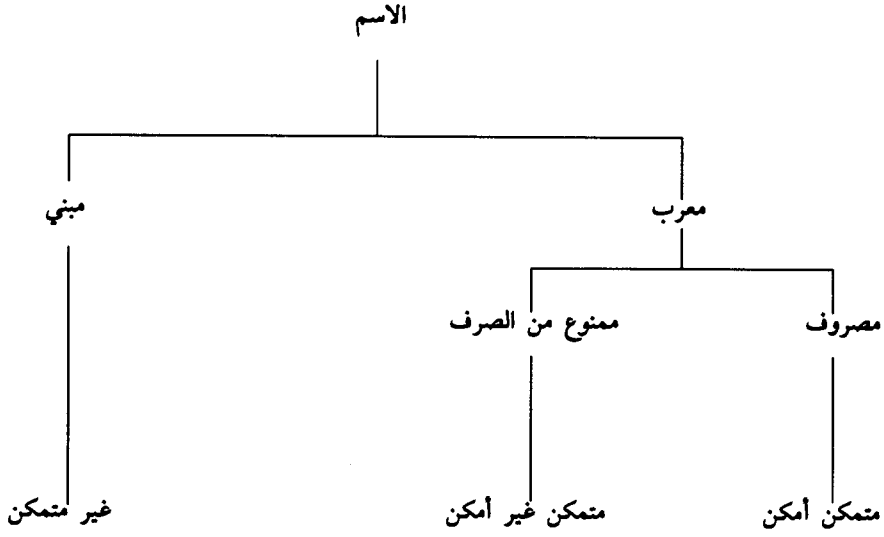 الاسم
معرب
مبني
مصروف
ممنوع من الصرف
متمكن أمكن
متمكن غير أمكن
غير متمكن